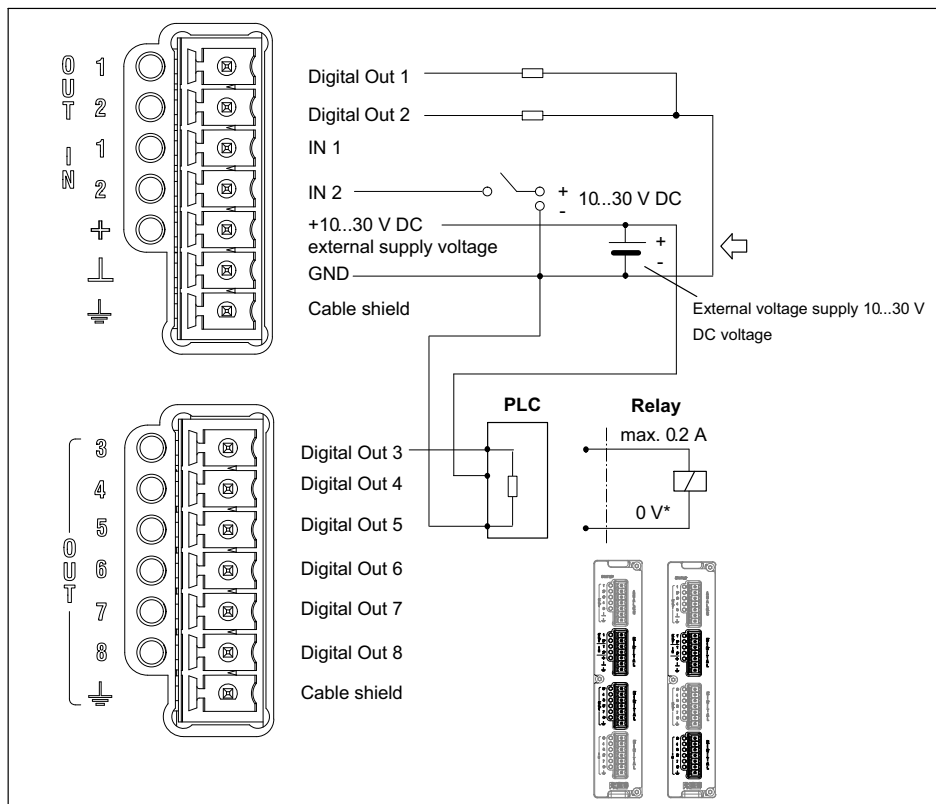 OUT
1
2
IN
1
2
+
Digital Out 1
Digital Out 2
IN 1
IN 2
+
-
10...30 V DC
+10...30 V DC
external supply voltage
GND
Cable shield
+
-
External voltage supply 10...30 V
DC voltage
PLC
Relay
max. 0.2 A
0 V*
OUT
3
4
5
6
7
8
Digital Out 3
Digital Out 4
Digital Out 5
Digital Out 6
Digital Out 7
Digital Out 8
Cable shield